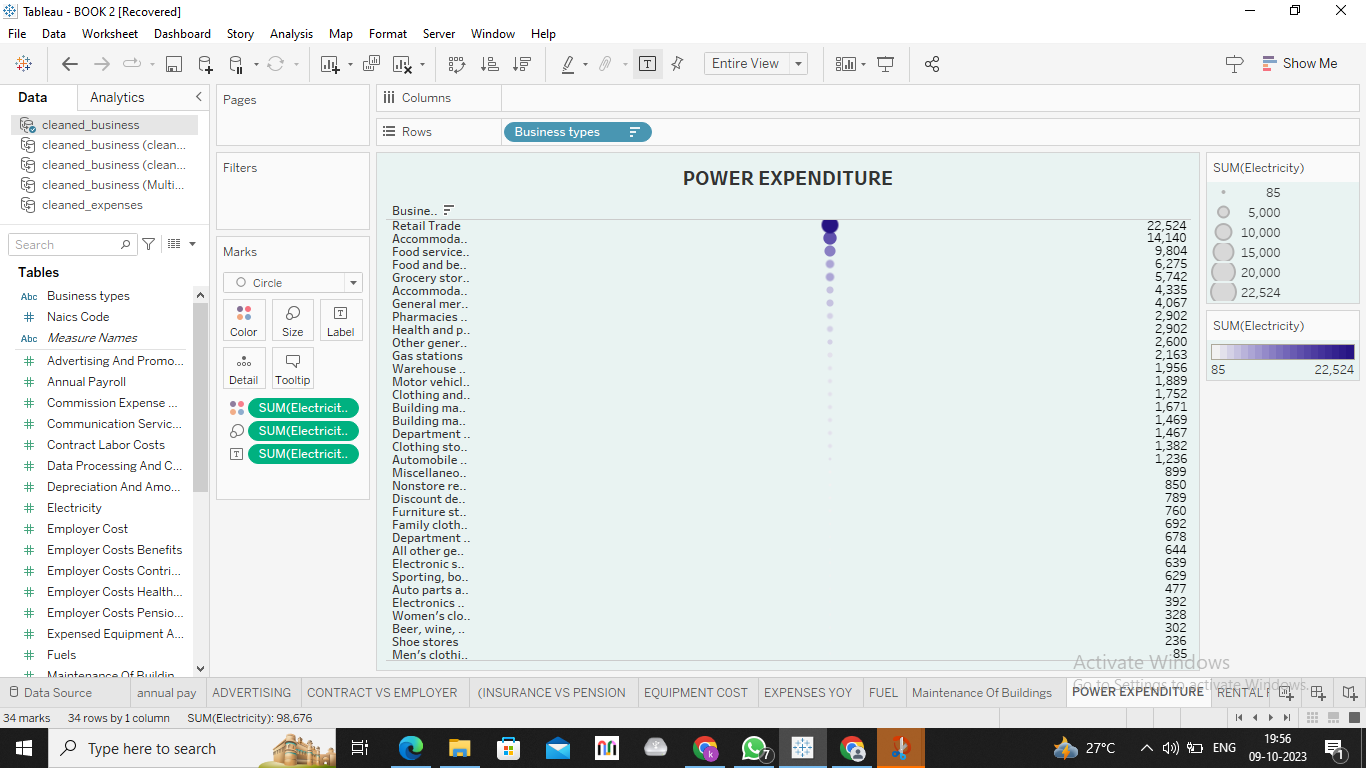 Tableau - BOOK 2 [Recovered]
File Data Worksheet Dashboard Story Analysis Map Format Server Window Help
Entire View
Show Me
Data Analytics
cleaned_business
cleaned_business (clean...
cleaned_business (clean...
cleaned_business (Multi...
cleaned_expenses
Search
Tables
Abc Business types
# Naics Code
Abc Measure Names
# Advertising And Promo...
# Annual Payroll
# Commission Expense ...
# Communication Servic...
# Contract Labor Costs
# Data Processing And C...
# Depreciation And Amo...
# Electricity
# Employer Cost
# Employer Costs Benefits
# Employer Costs Contri...
# Employer Costs Health...
# Employer Costs Pensio...
# Expensed Equipment A...
# Fuels
# Maintenance Of Buildin
Pages
Filters
Marks
Circle
Color Size Label
Detail Tooltip
SUM(Electricit..
SUM(Electricit..
SUM(Electricit..
Columns
Rows Business types
POWER EXPENDITURE
Busine..
Retail Trade 22,524
Accommoda.. 14,140
Food service.. 9,804
Food and be.. 6,275
Grocery stor.. 5,742
Accommoda.. 4,335
General mer.. 4,067
Pharmacies .. 2,902
Health and p.. 2,902
Other gener.. 2,600
Gas stations 2,163
Warehouse .. 1,956
Motor vehicl.. 1,889
Clothing and.. 1,752
Building ma.. 1,671
Building ma.. 1,469
Department .. 1,467
Clothing sto.. 1,382
Automobile .. 1,236
Miscellaneo.. 899
Nonstore re.. 850
Discount de.. 789
Furniture st.. 760
Family cloth.. 692
Department .. 678
All other ge.. 644
Electronic s.. 639
Sporting, bo.. 629
Auto parts a.. 477
Electronics .. 392
Women's clo.. 328
Beer, wine, .. 302
Shoe stores 236
Men's clothi.. 85
SUM(Electricity)
85
5,000
10,000
15,000
20,000
22,524
SUM(Electricity)
85 22,524
Activate Windows
Go to Settings to activate Windows.
Data Source annual pay ADVERTISING CONTRACT VS EMPLOYER (INSURANCE VS PENSION EQUIPMENT COST EXPENSES YOY FUEL Maintenance Of Buildings POWER EXPENDITURE RENTAL
34 marks 34 rows by 1 column SUM(Electricity): 98,676
Type here to search
7
27°C
ENG
19:56
09-10-2023
1